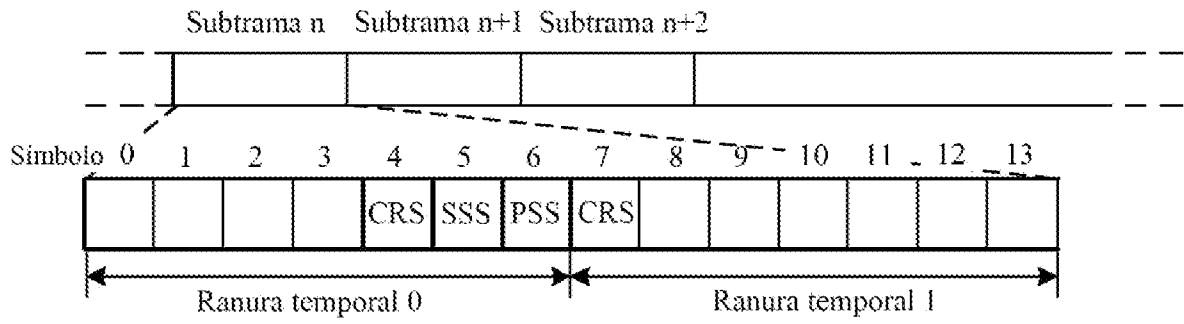 Subtrama n Subtrama n+1 Subtrama n+2
Símbolo 0 1 2 3 4 5 6 7 8 9 10 11 12 13
CRS SSS PSS CRS
Ranura temporal 0 Ranura temporal 1